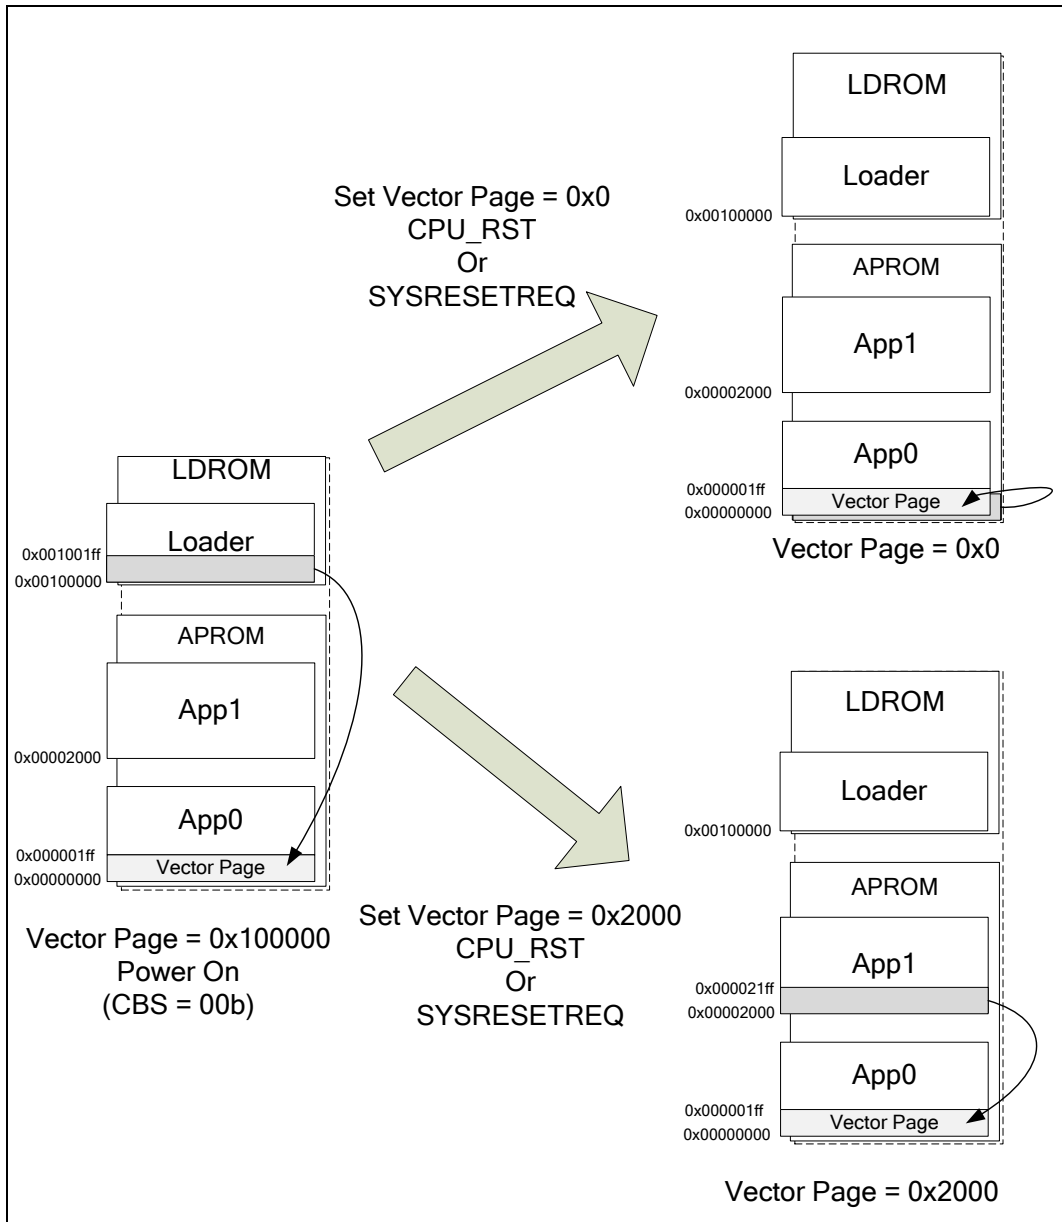 LDROM
Loader
0x00100000
Set Vector Page = 0x0
CPU_RST
Or
SYSRESETREQ
APROM
App1
0x00002000
App0
0x000001ff
Vector Page
0x00000000
Vector Page = 0x0
LDROM
Loader
0x001001ff
0x00100000
APROM
App1
0x00002000
App0
0x000001ff
Vector Page
0x00000000
Vector Page = 0x100000
Power On
(CBS = 00b)
Set Vector Page = 0x2000
CPU_RST
Or
SYSRESETREQ
LDROM
Loader
0x00100000
APROM
App1
0x000021ff
0x00002000
App0
0x000001ff
Vector Page
0x00000000
Vector Page = 0x2000